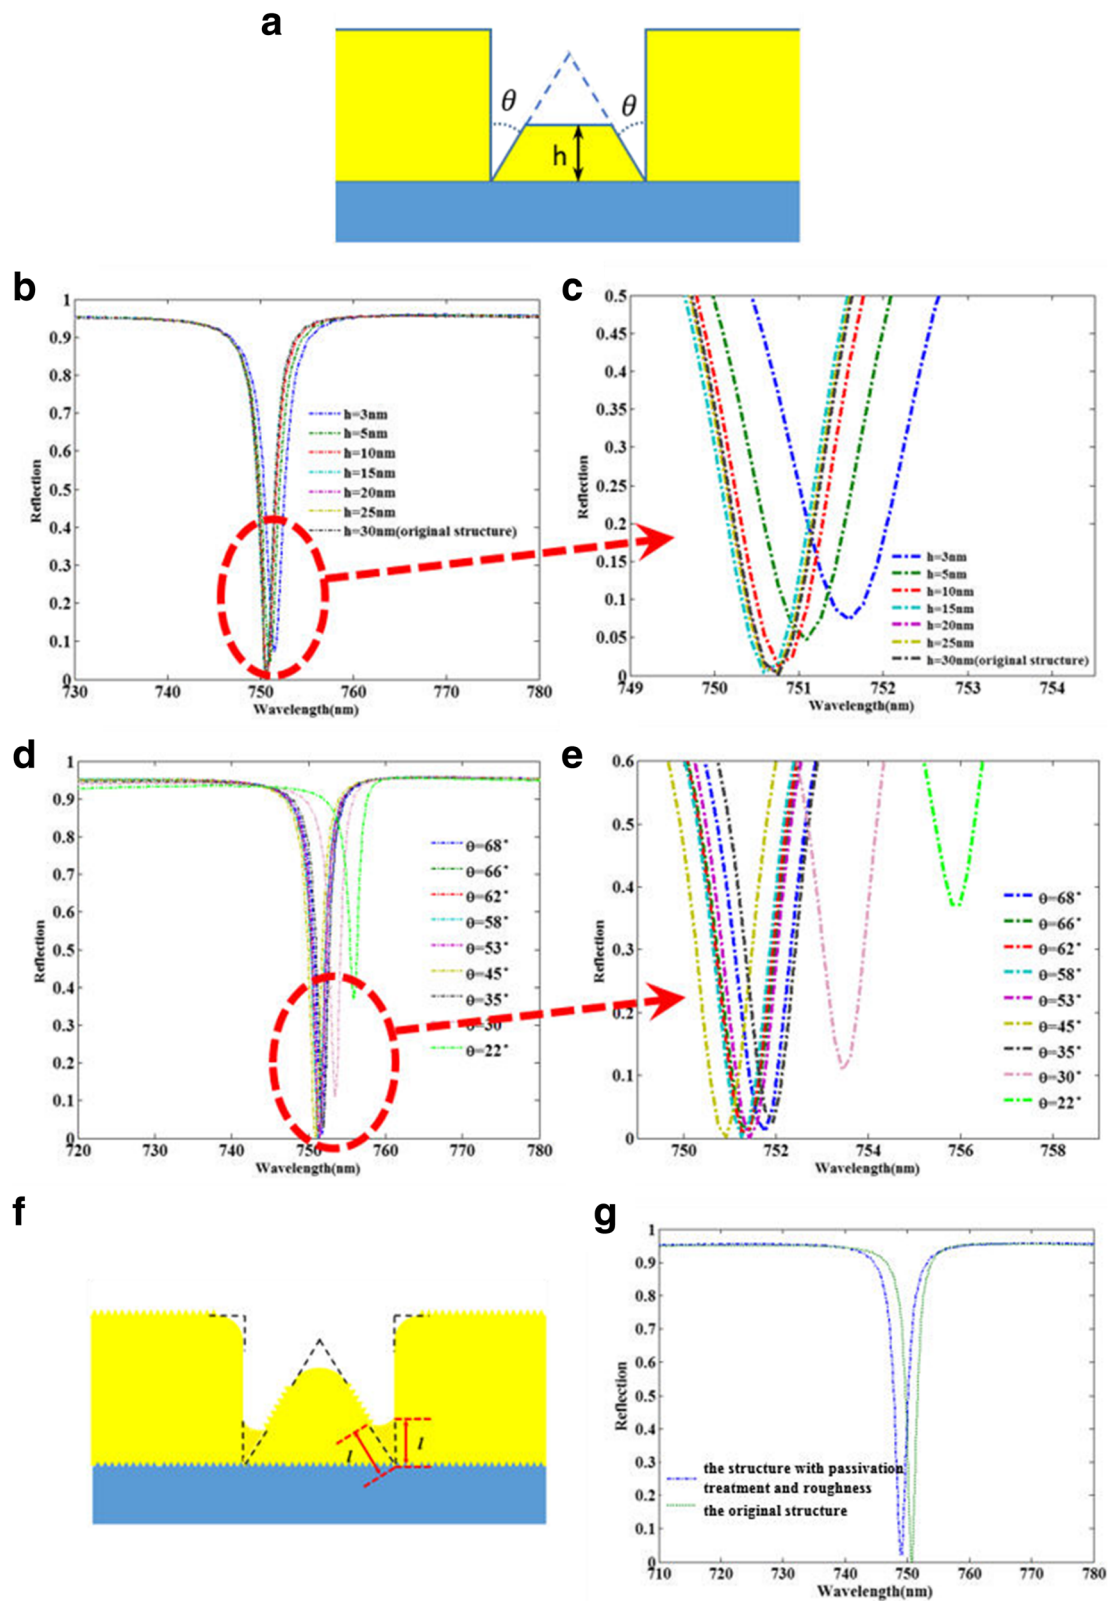 a
θ
θ
h
b
1
0.9
0.8
0.7
0.6
0.5
0.4
0.3
0.2
0.1
0
730
740
750
760
770
780
Reflection
Wavelength(nm)
h=3nm
h=5nm
h=10nm
h=15nm
h=20nm
h=25nm
h=30nm(original structure)
c
0.5
0.45
0.4
0.35
0.3
0.25
0.2
0.15
0.1
0.05
0
749
750
751
752
753
754
Reflection
Wavelength(nm)
h=3nm
h=5nm
h=10nm
h=15nm
h=20nm
h=25nm
h=30nm(original structure)
d
1
0.9
0.8
0.7
0.6
0.5
0.4
0.3
0.2
0.1
0
720
730
740
750
760
770
780
Reflection
Wavelength(nm)
θ=68°
θ=66°
θ=62°
θ=58°
θ=53°
θ=45°
θ=35°
θ=30°
θ=22°
e
0.6
0.5
0.4
0.3
0.2
0.1
0
750
752
754
756
758
Reflection
Wavelength(nm)
θ=68°
θ=66°
θ=62°
θ=58°
θ=53°
θ=45°
θ=35°
θ=30°
θ=22°
f
l
l
g
1
0.9
0.8
0.7
0.6
0.5
0.4
0.3
0.2
0.1
0
710
720
730
740
750
760
770
780
Reflection
Wavelength(nm)
the structure with passivation
treatment and roughness
the original structure